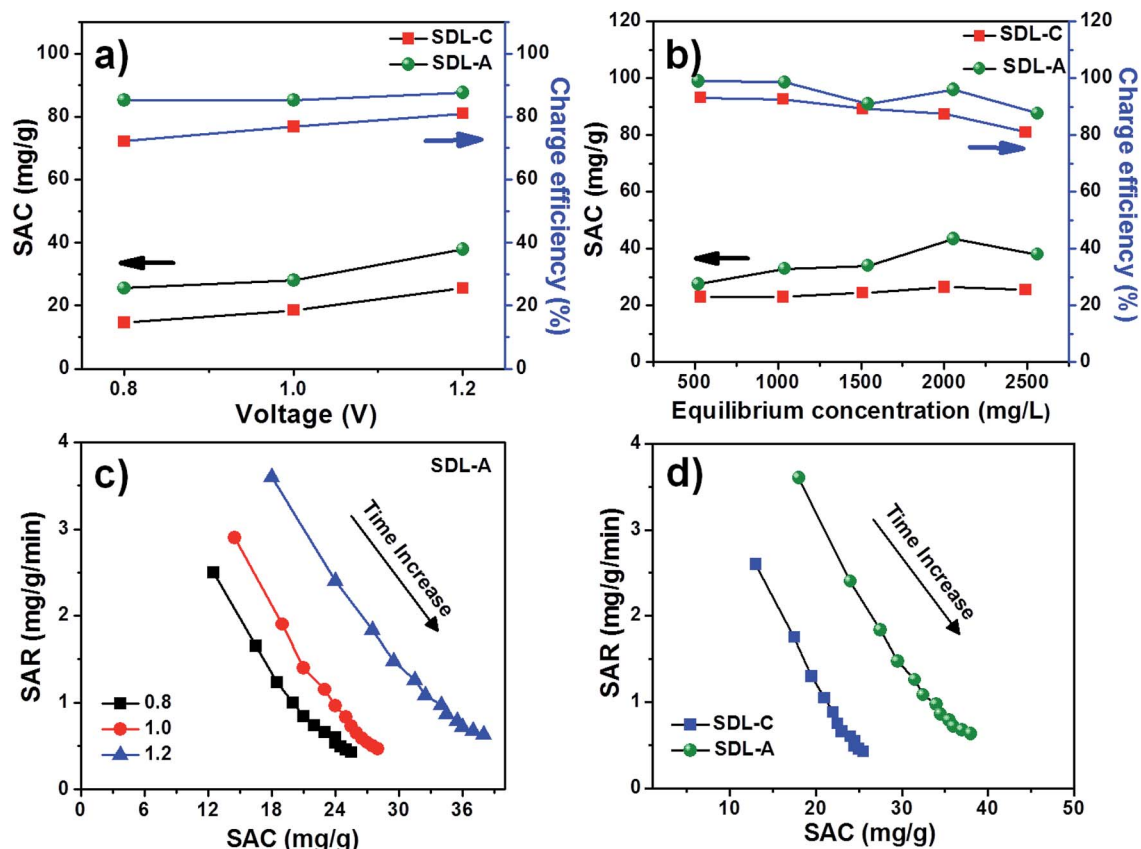 a)
SDL-C
SDL-A
100
80
60
40
20
0
SAC (mg/g)
100
80
60
40
20
0
Charge efficiency (%)
0.8
1.0
1.2
Voltage (V)
b)
SDL-C
SDL-A
120
100
80
60
40
20
0
SAC (mg/g)
120
100
80
60
40
20
0
Charge efficiency (%)
500
1000
1500
2000
2500
Equilibrium concentration (mg/L)
c)
SDL-A
Time Increase
4
3
2
1
0
SAR (mg/g/min)
0.8
1.0
1.2
0
6
12
18
24
30
36
SAC (mg/g)
d)
Time Increase
4
3
2
1
0
SAR (mg/g/min)
SDL-C
SDL-A
10
20
30
40
50
SAC (mg/g)